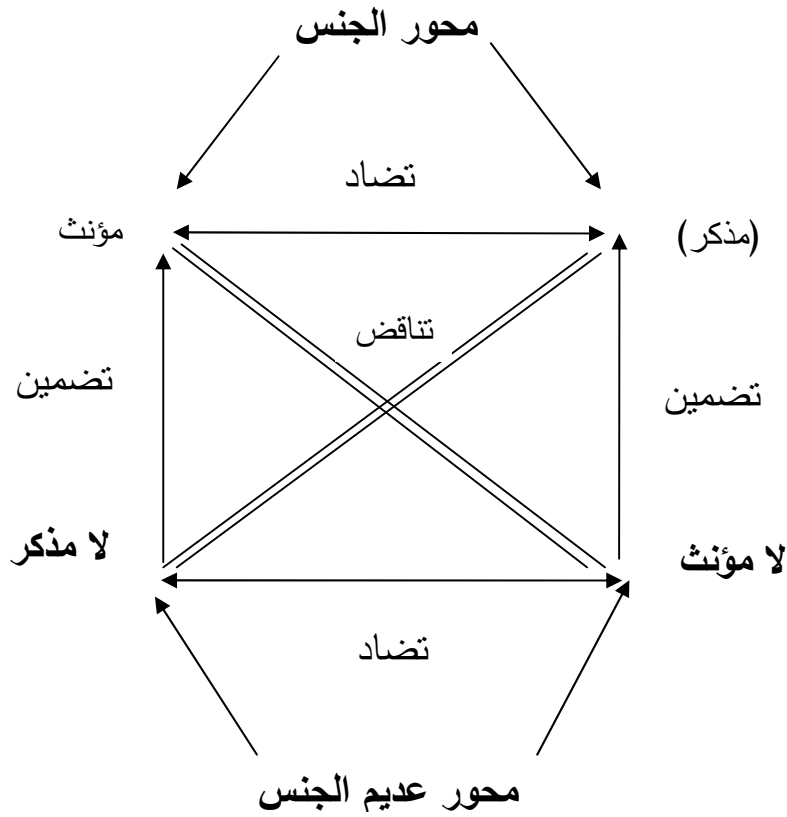 محور الجنس
تضاد
(مذكر)
مؤنث
تناقض
تضمين
تضمين
لا مؤنث
لا مذكر
تضاد
محور عديم الجنس